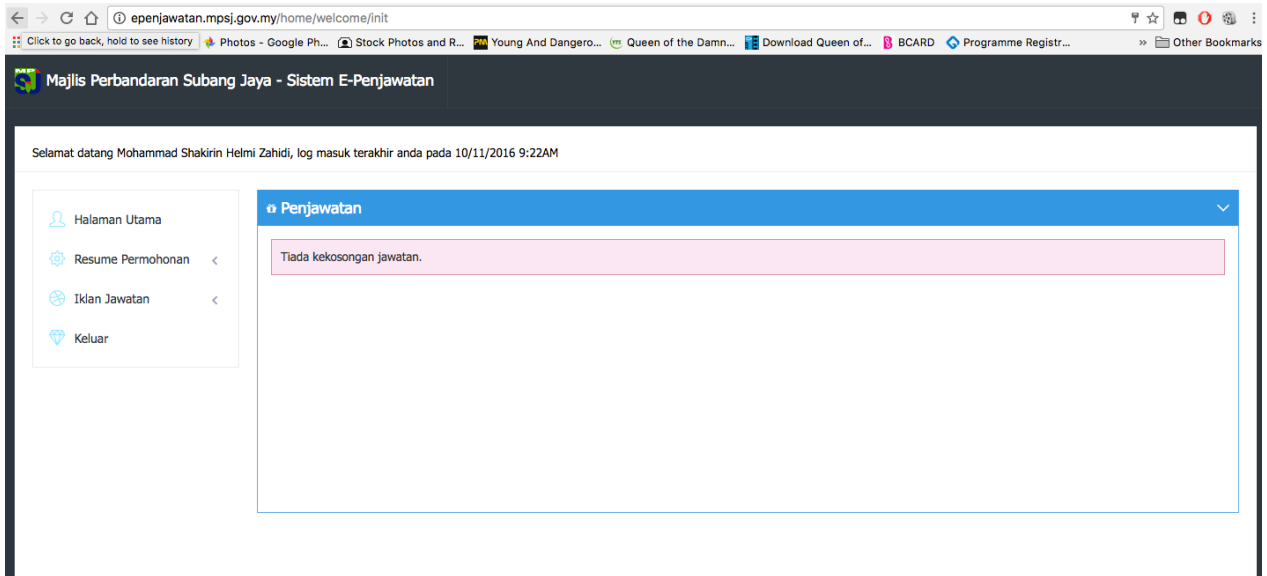 epenjawatan.mpsj.gov.my/home/welcome/init
Click to go back, hold to see history
Photos - Google Ph... Stock Photos and R... Young And Dangero... Queen of the Damn... Download Queen of... BCARD Programme Registr... » Other Bookmarks
Majlis Perbandaran Subang Jaya - Sistem E-Penjawatan
Selamat datang Mohammad Shakirin Helmi Zahidi, log masuk terakhir anda pada 10/11/2016 9:22AM
Halaman Utama
Resume Permohonan
Iklan Jawatan
Keluar
Penjawatan
Tiada kekosongan jawatan.